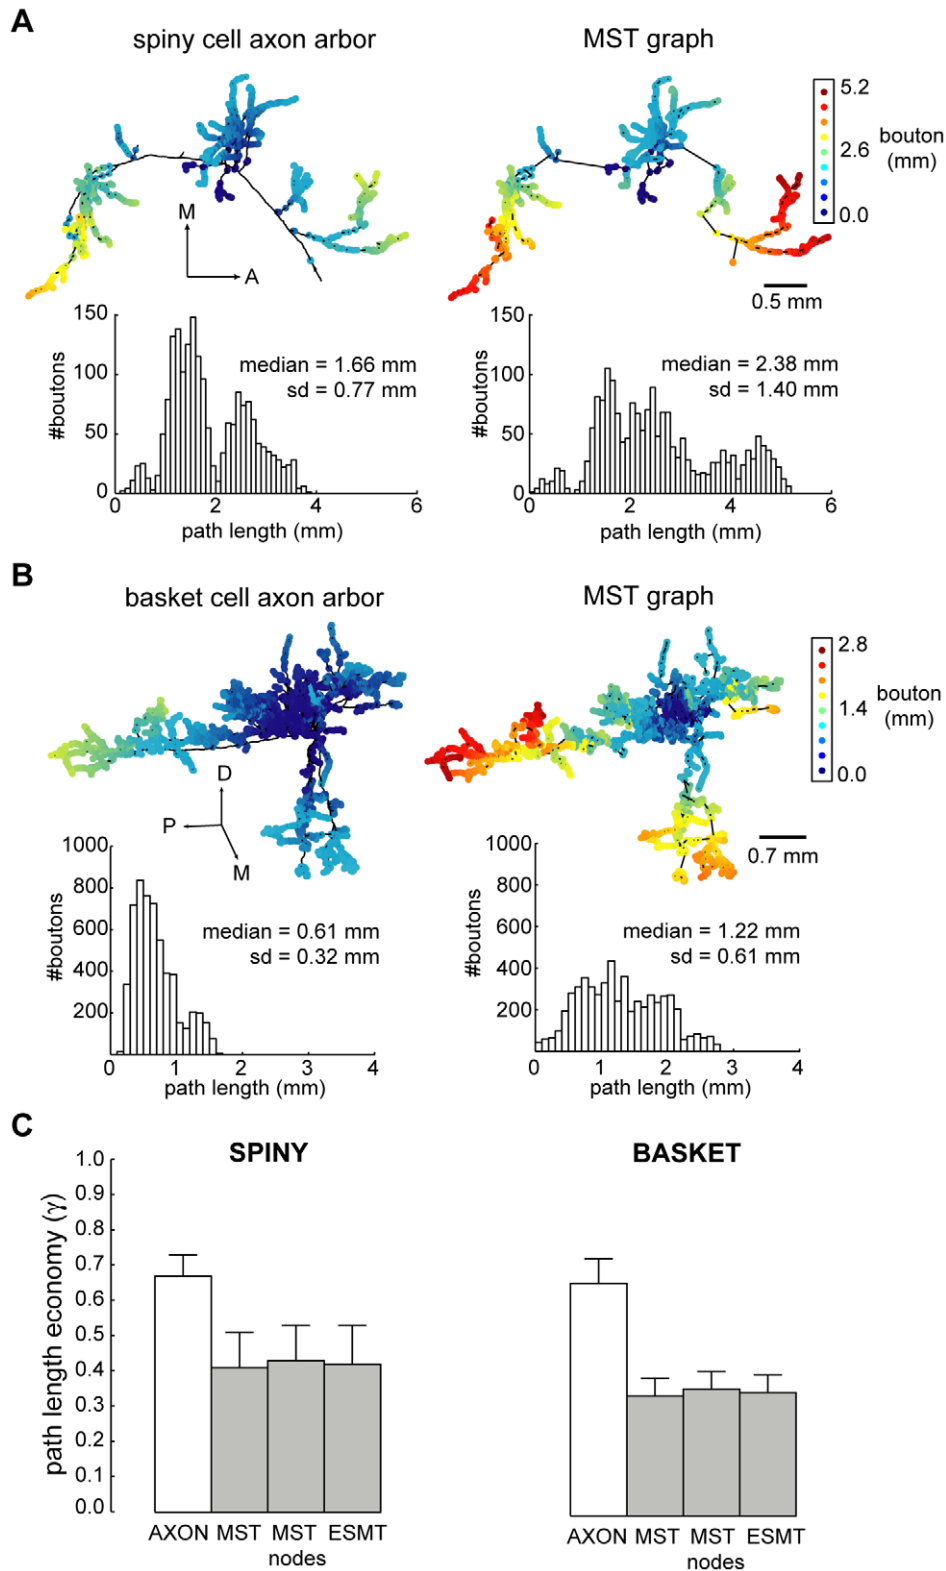 A
spiny cell axon arbor
MST graph
5.2
2.6
0.0
bouton
(mm)
M
A
0.5 mm
150
100
50
0
#boutons
median = 1.66 mm
sd = 0.77 mm
0 2 4 6
path length (mm)
150
100
50
0
#boutons
median = 2.38 mm
sd = 1.40 mm
0 2 4 6
path length (mm)
B
basket cell axon arbor
MST graph
2.8
1.4
0.0
bouton
(mm)
D
P
M
0.7 mm
1000
800
600
400
200
#boutons
median = 0.61 mm
sd = 0.32 mm
0 1 2 3 4
path length (mm)
1000
800
600
400
200
#boutons
median = 1.22 mm
sd = 0.61 mm
0 1 2 3 4
path length (mm)
C
SPINY
BASKET
path length economy (γ)
1.0
0.9
0.8
0.7
0.6
0.5
0.4
0.3
0.2
0.1
0.0
AXON MST MST ESMT
nodes
AXON MST MST ESMT
nodes